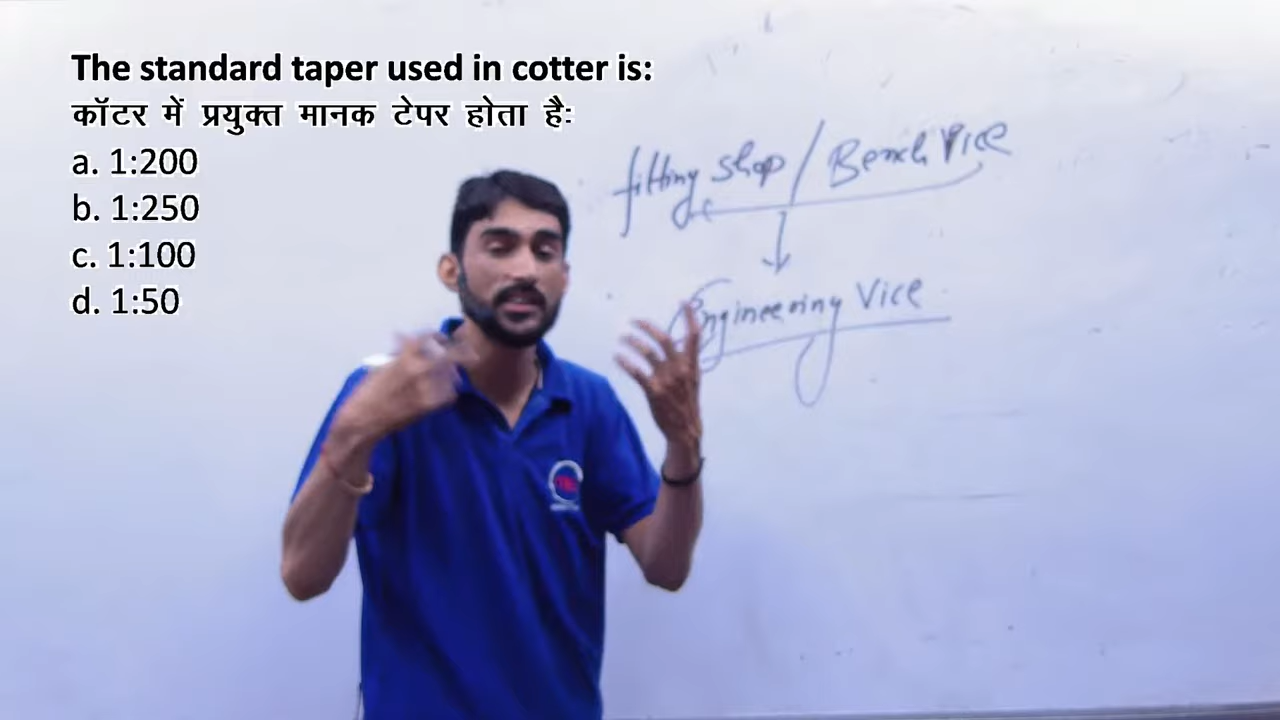 The standard taper used in cotter is:
कॉटर में प्रयुक्त मानक टेपर होता है:
a. 1:200
b. 1:250
c. 1:100
d. 1:50
fitting shop / Bench Vice
Engineering Vice